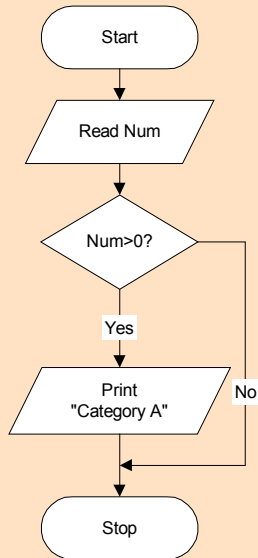 Start
Read Num
Num>0?
Yes
Print
"Category A"
No
Stop